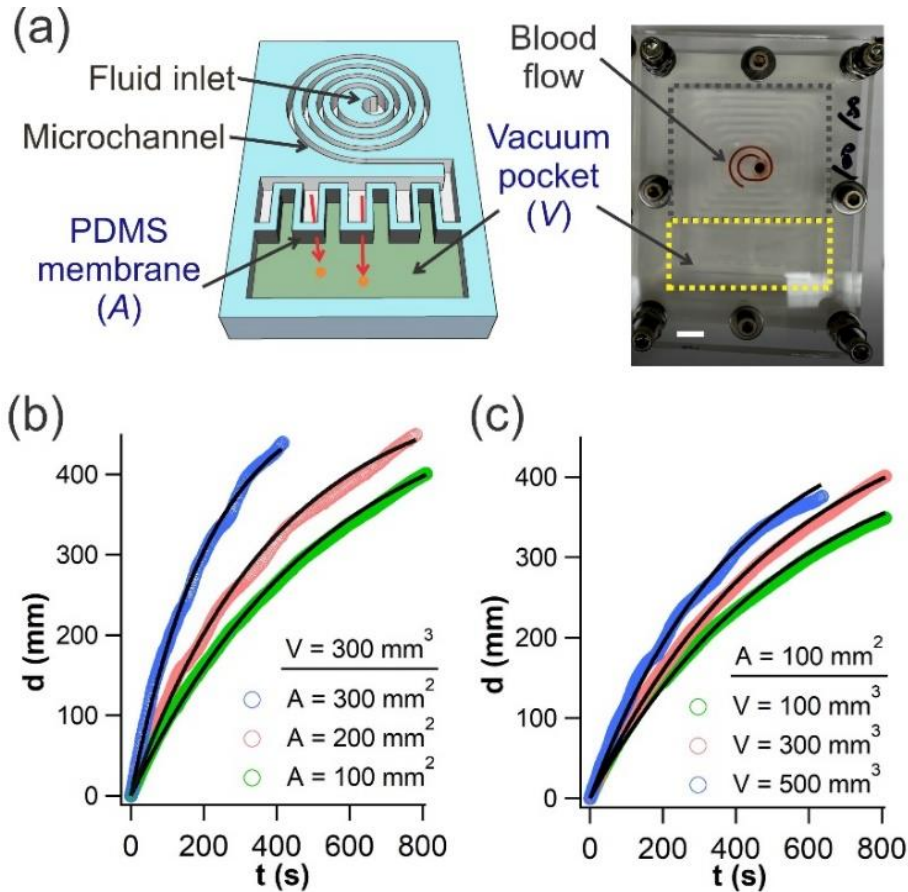 (a)
Fluid inlet
Microchannel
PDMS
membrane
(A)
Blood
flow
Vacuum
pocket
(V)
(b)
d (mm)
400
300
200
100
0
V = 300 mm³
A = 300 mm²
A = 200 mm²
A = 100 mm²
0 200 400 600 800
t (s)
(c)
d (mm)
400
300
200
100
0
A = 100 mm²
V = 100 mm³
V = 300 mm³
V = 500 mm³
0 200 400 600 800
t (s)